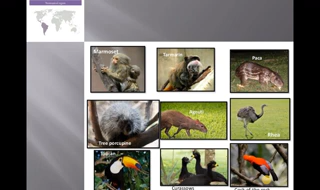 Marmoset
Tamarin
Paca
Tree porcupine
Agouti
Rhea
Toucan
Curassows
Cock of the rock